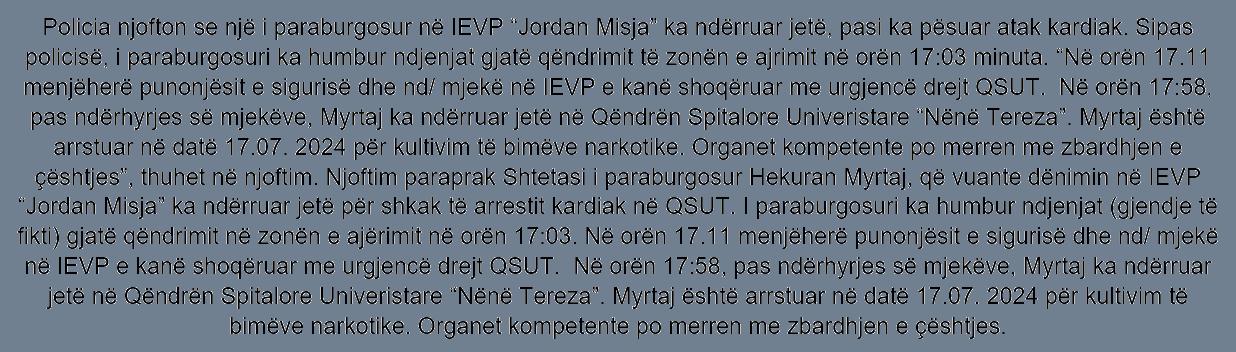 Policia njofton se një i paraburgosur në IEVP “Jordan Misja” ka ndërruar jetë, pasi ka pësuar atak kardiak. Sipas
policisë, i paraburgosuri ka humbur ndjenjat gjatë qëndrimit të zonën e ajrimit në orën 17:03 minuta. “Në orën 17.11
menjëherë punonjësit e sigurisë dhe nd/ mjekë në IEVP e kanë shoqëruar me urgjencë drejt QSUT.  Në orën 17:58,
pas ndërhyrjes së mjekëve, Myrtaj ka ndërruar jetë në Qëndrën Spitalore Univeristare “Nënë Tereza”. Myrtaj është
arrstuar në datë 17.07. 2024 për kultivim të bimëve narkotike. Organet kompetente po merren me zbardhjen e
çështjes”, thuhet në njoftim. Njoftim paraprak Shtetasi i paraburgosur Hekuran Myrtaj, që vuante dënimin në IEVP
“Jordan Misja” ka ndërruar jetë për shkak të arrestit kardiak në QSUT. I paraburgosuri ka humbur ndjenjat (gjendje të
fikti) gjatë qëndrimit në zonën e ajërimit në orën 17:03. Në orën 17.11 menjëherë punonjësit e sigurisë dhe nd/ mjekë
në IEVP e kanë shoqëruar me urgjencë drejt QSUT.  Në orën 17:58, pas ndërhyrjes së mjekëve, Myrtaj ka ndërruar
jetë në Qëndrën Spitalore Univeristare “Nënë Tereza”. Myrtaj është arrstuar në datë 17.07. 2024 për kultivim të
bimëve narkotike. Organet kompetente po merren me zbardhjen e çështjes.